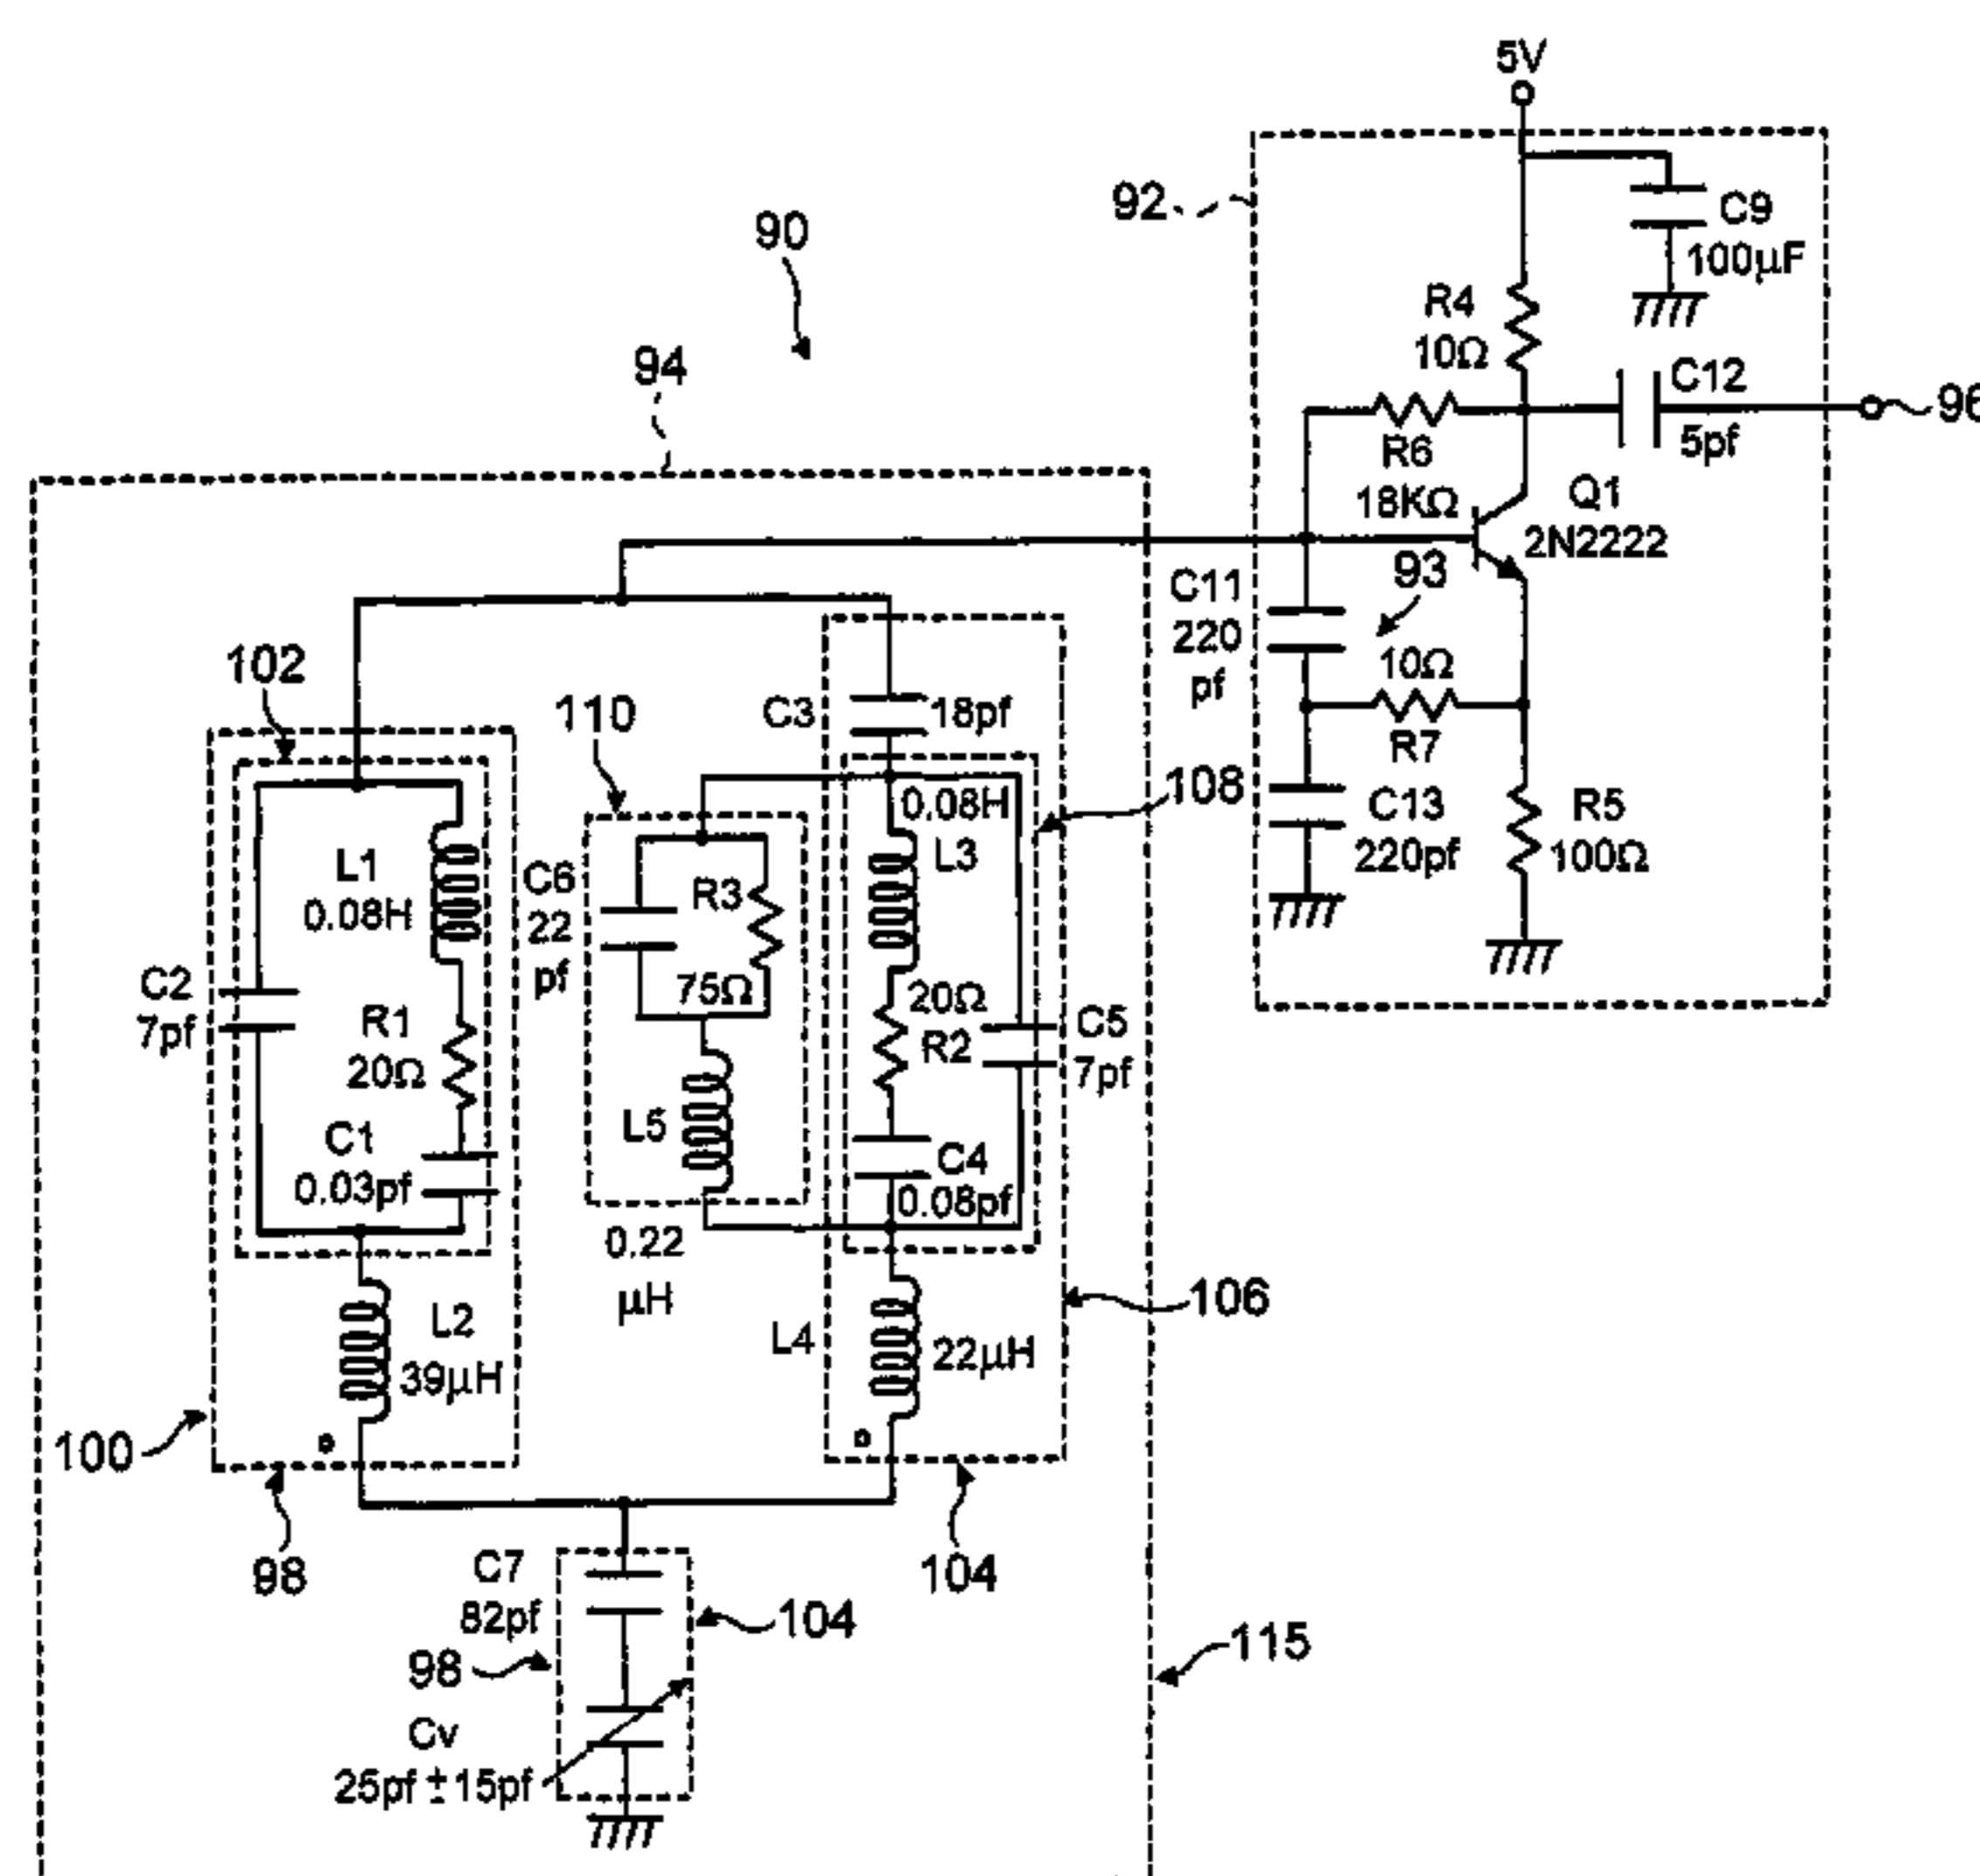 5V
92
C9
100µF
90
R4
10Ω
94
C12
5pf
96
R6
18KΩ
Q1
2N2222
93
C11
220
pf
10Ω
R7
C13
220pf
R5
100Ω
102
110
C3
18pf
108
0.08H
L3
L1
0.08H
C6
22
pf
R3
75Ω
C2
7pf
R1
20Ω
20Ω
R2
C5
7pf
C1
0.03pf
L5
C4
0.08pf
0.22
µH
106
L2
39µH
L4
22µH
100
98
104
C7
82pf
104
98
115
Cv
25pf ± 15pf